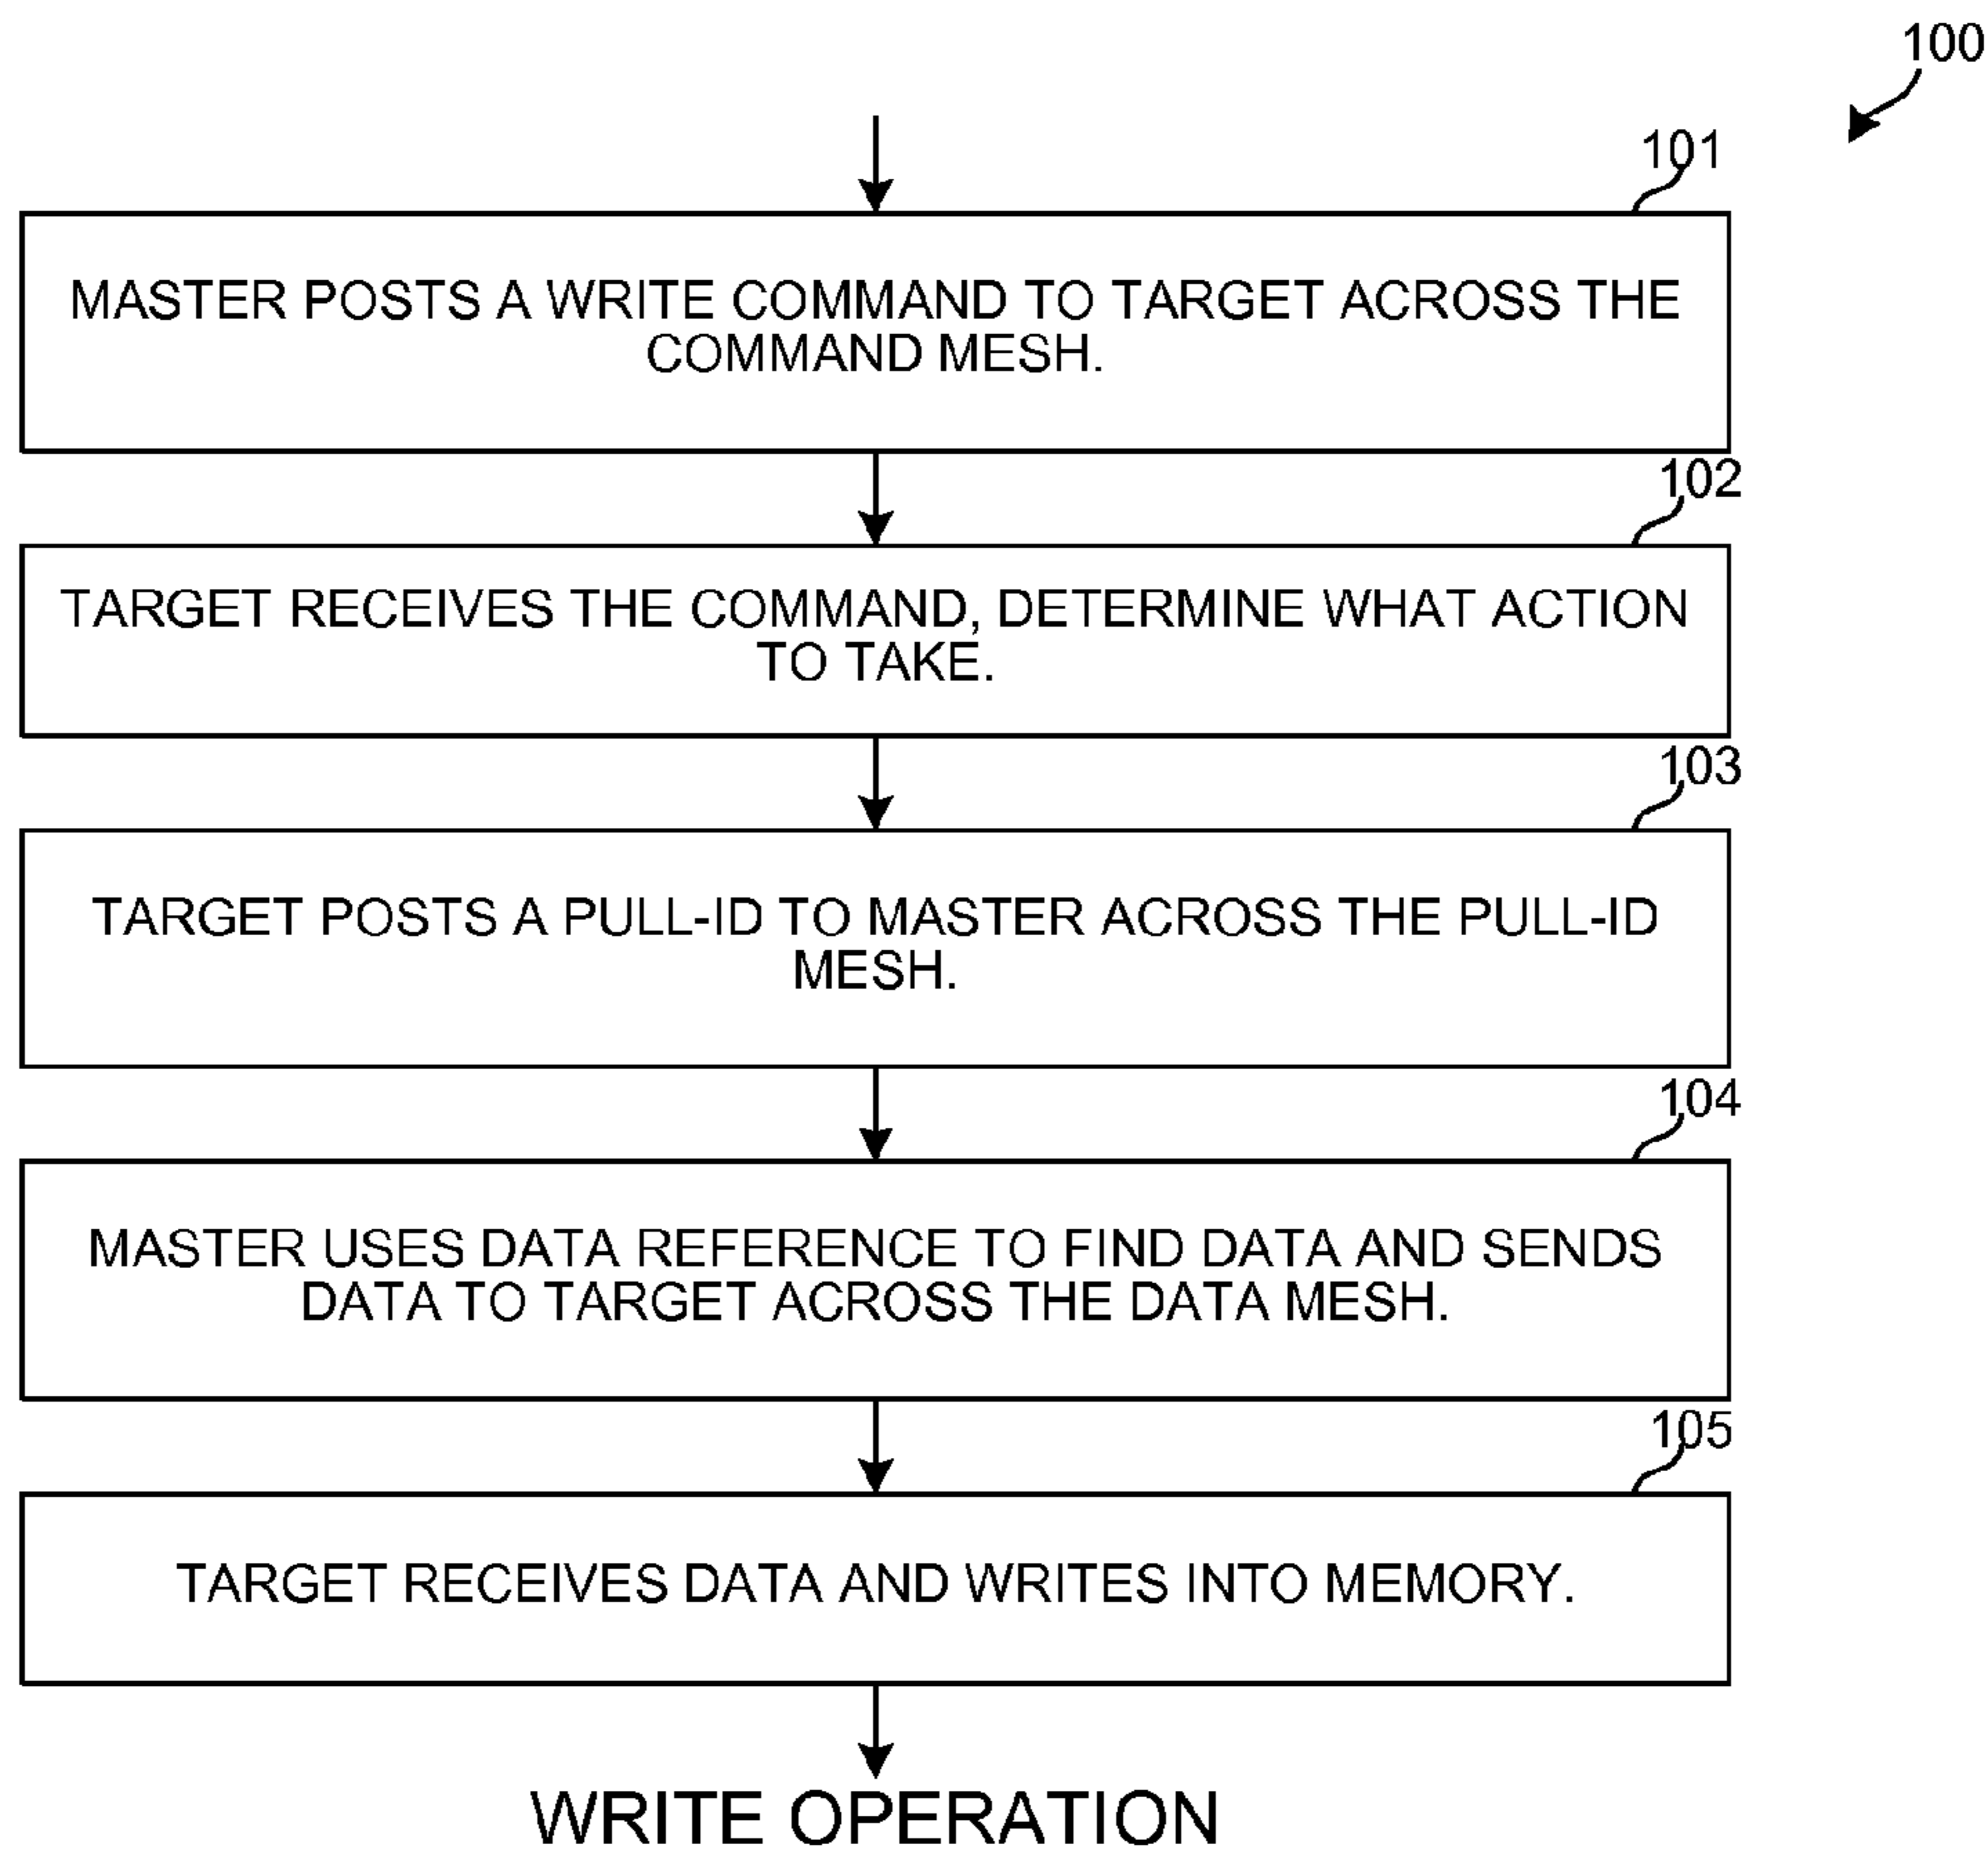 100
101
MASTER POSTS A WRITE COMMAND TO TARGET ACROSS THE
COMMAND MESH.
102
TARGET RECEIVES THE COMMAND, DETERMINE WHAT ACTION
TO TAKE.
103
TARGET POSTS A PULL-ID TO MASTER ACROSS THE PULL-ID
MESH.
104
MASTER USES DATA REFERENCE TO FIND DATA AND SENDS
DATA TO TARGET ACROSS THE DATA MESH.
105
TARGET RECEIVES DATA AND WRITES INTO MEMORY.
WRITE OPERATION